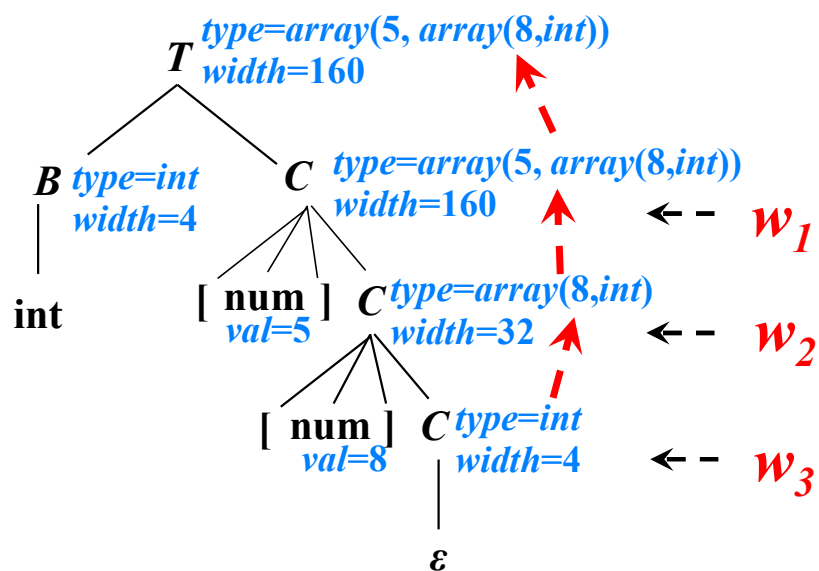 T type=array(5, array(8,int))
width=160
B type=int
width=4
C type=array(5, array(8,int))
width=160
w1
int
[ num ]
val=5
C type=array(8,int)
width=32
w2
[ num ]
val=8
C type=int
width=4
w3
ε